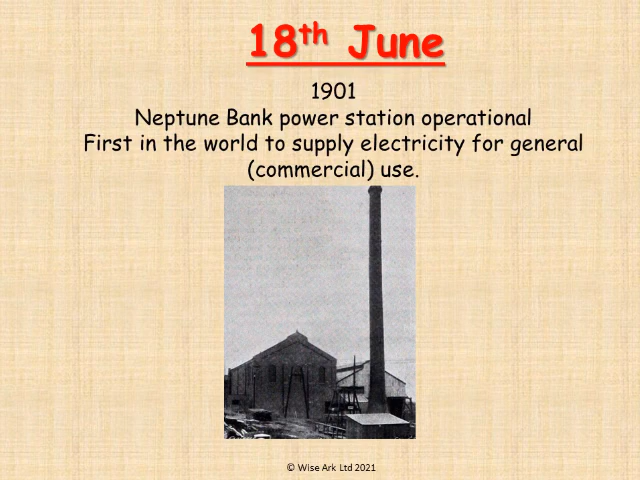 18th June
1901
Neptune Bank power station operational
First in the world to supply electricity for general
(commercial) use.
© Wise Ark Ltd 2021